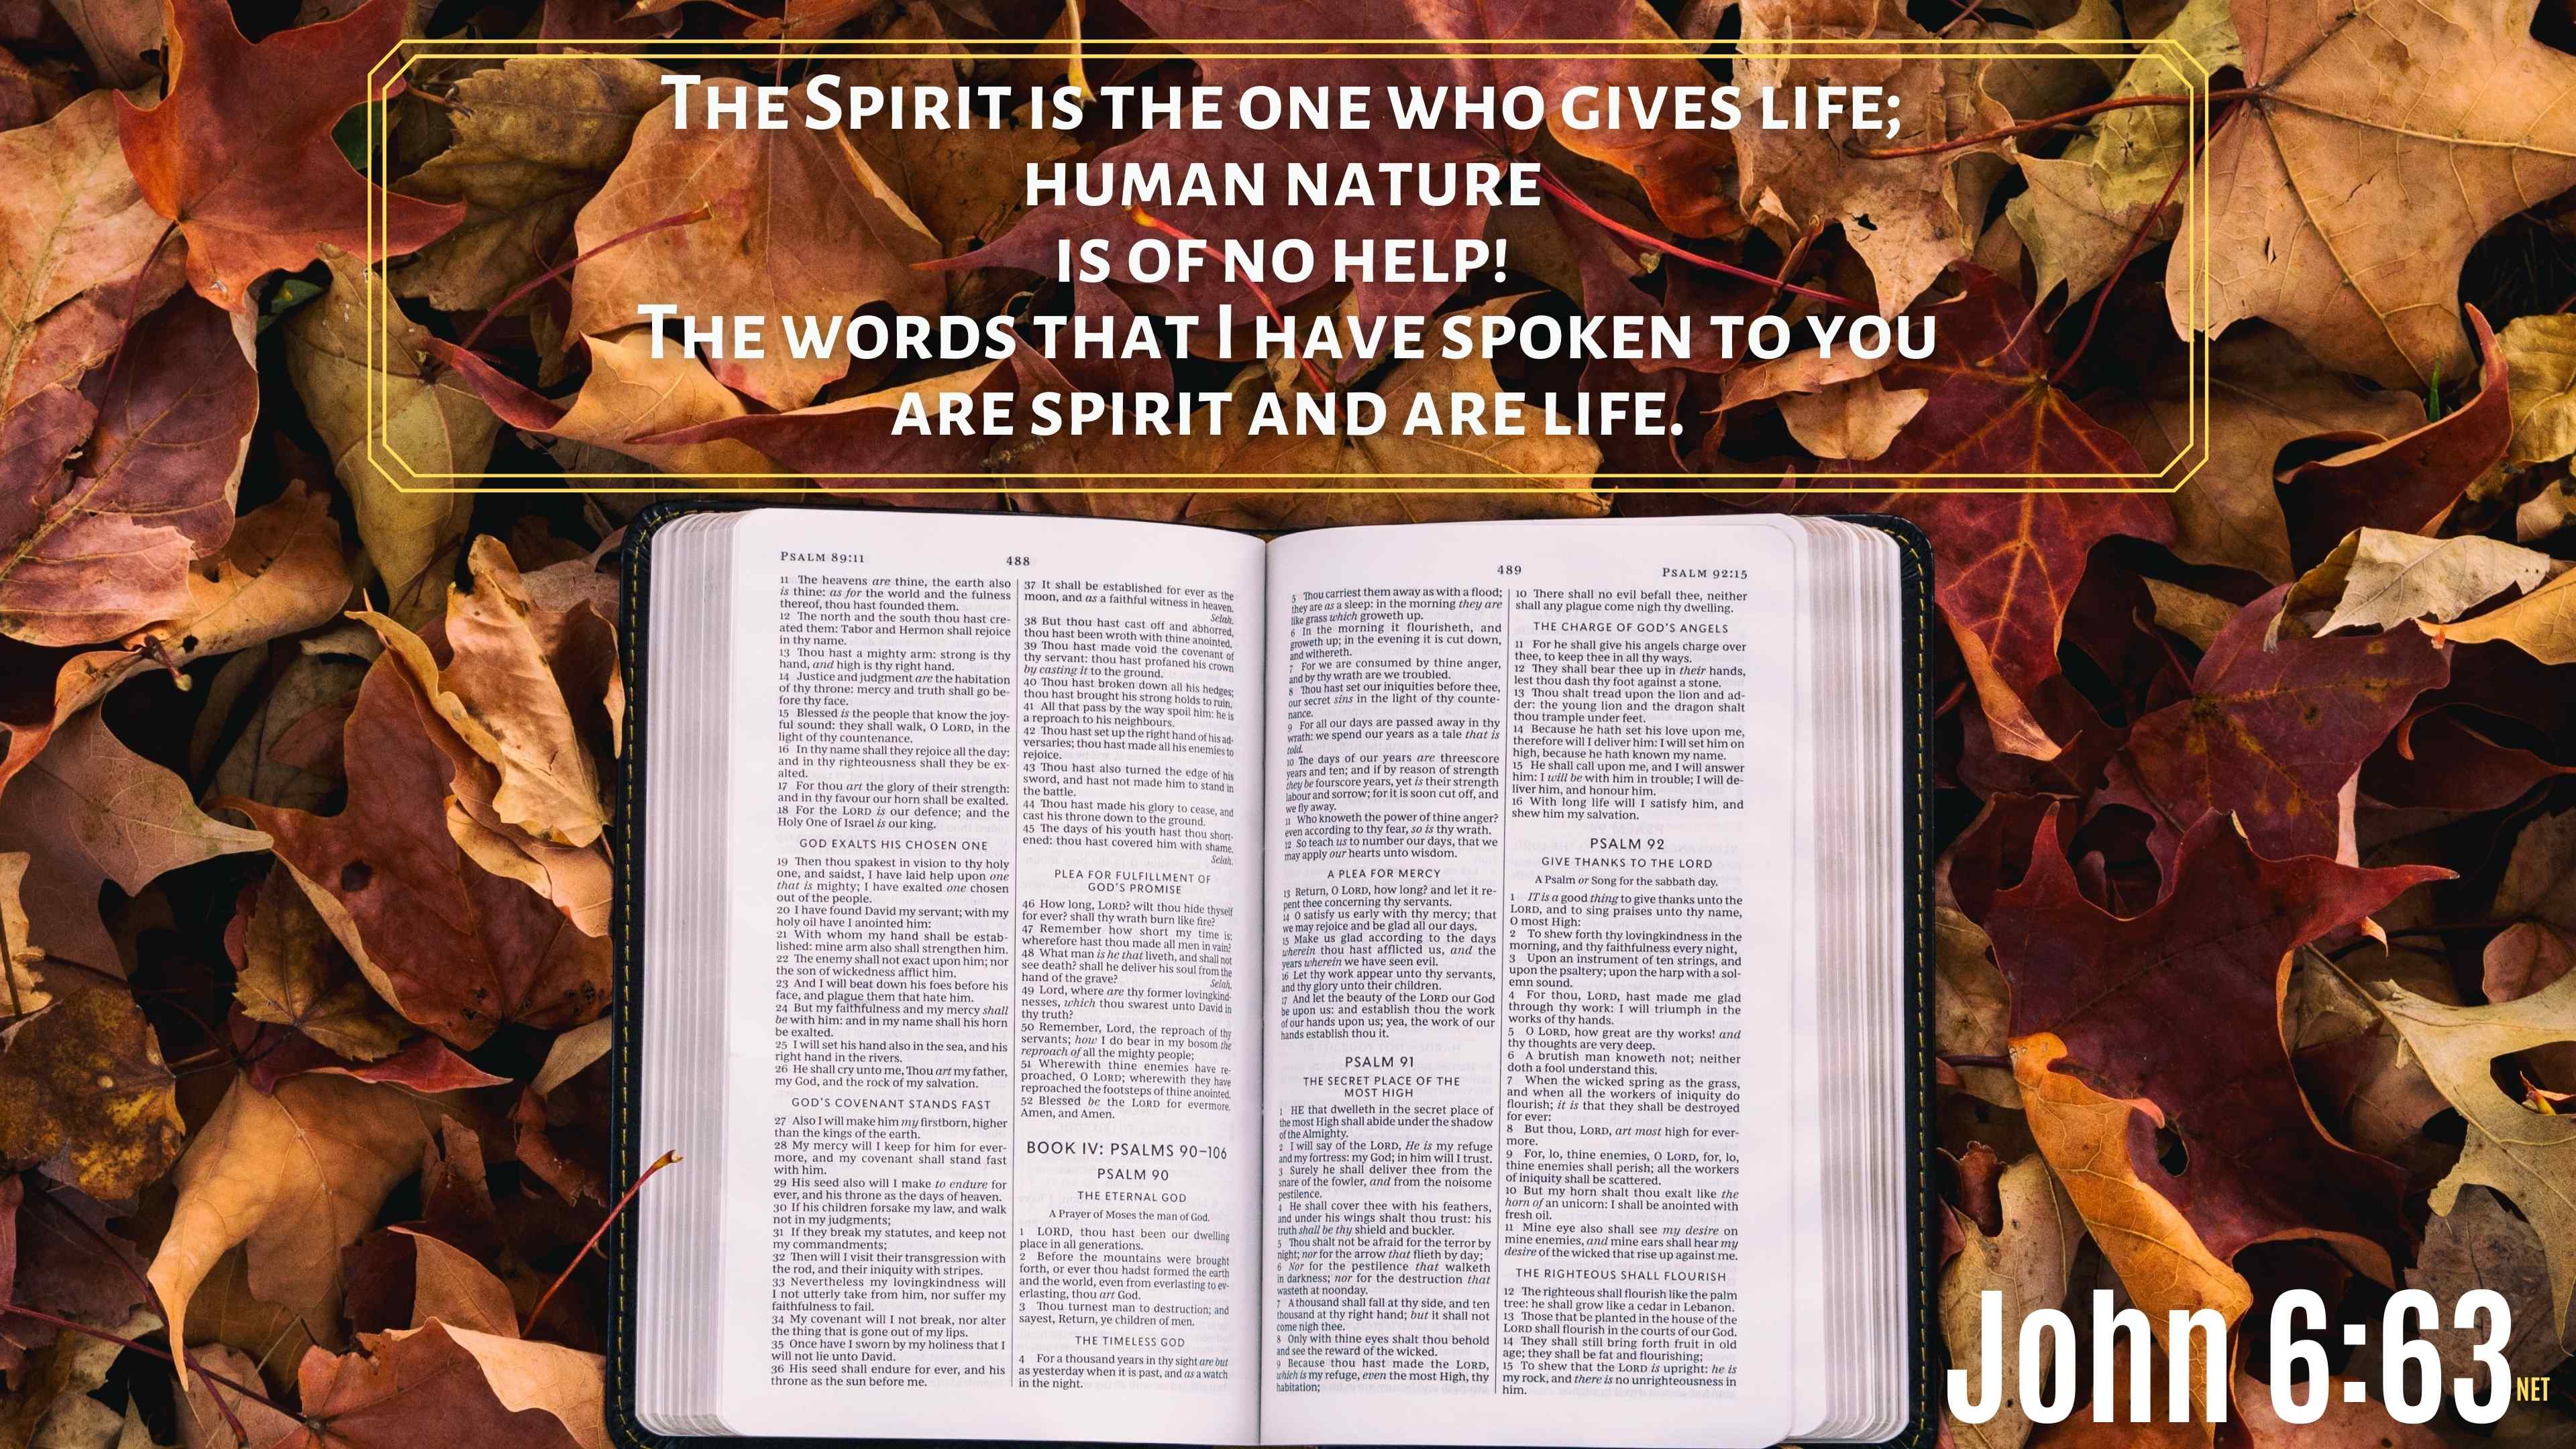 The Spirit is the one who gives life;
human nature
is of no help!
The words that I have spoken to you
are spirit and are life.
PSALM 89:11
488
11 The heavens are thine, the earth also
is thine: as for the world and the fulness
thereof, thou hast founded them.
12 The north and the south thou hast cre-
ated them: Tabor and Hermon shall rejoice
in thy name.
13 Thou hast a mighty arm: strong is thy
hand, and high is thy right hand.
14 Justice and judgment are the habitation
of thy throne: mercy and truth shall go be-
fore thy face.
15 Blessed is the people that know the joy-
ful sound: they shall walk, O LORD, in the
light of thy countenance.
16 In thy name shall they rejoice all the day:
and in thy righteousness shall they be ex-
alted.
17 For thou art the glory of their strength:
and in thy favour our horn shall be exalted.
18 For the LORD is our defence; and the
Holy One of Israel is our king.
GOD EXALTS HIS CHOSEN ONE
19 Then thou spakest in vision to thy holy
one, and saidst, I have laid help upon one
that is mighty; I have exalted one chosen
out of the people.
20 I have found David my servant; with my
holy oil have I anointed him:
21 With whom my hand shall be estab-
lished: mine arm also shall strengthen him.
22 The enemy shall not exact upon him; nor
the son of wickedness afflict him.
23 And I will beat down his foes before his
face, and plague them that hate him.
24 But my faithfulness and my mercy shall
be with him: and in my name shall his horn
be exalted.
25 I will set his hand also in the sea, and his
right hand in the rivers.
26 He shall cry unto me, Thou art my father,
my God, and the rock of my salvation.
GOD'S COVENANT STANDS FAST
27 Also I will make him my firstborn, higher
than the kings of the earth.
28 My mercy will I keep for him for ever-
more, and my covenant shall stand fast
with him.
29 His seed also will I make to endure for
ever, and his throne as the days of heaven.
30 If his children forsake my law, and walk
not in my judgments;
31 If they break my statutes, and keep not
my commandments;
32 Then will I visit their transgression with
the rod, and their iniquity with stripes.
33 Nevertheless my lovingkindness will
I not utterly take from him, nor suffer my
faithfulness to fail.
34 My covenant will I not break, nor alter
the thing that is gone out of my lips.
35 Once have I sworn by my holiness that I
will not lie unto David.
36 His seed shall endure for ever, and his
throne as the sun before me.
37 It shall be established for ever as the
moon, and as a faithful witness in heaven.
Selah.
38 But thou hast cast off and abhorred,
thou hast been wroth with thine anointed.
39 Thou hast made void the covenant of
thy servant: thou hast profaned his crown
by casting it to the ground.
40 Thou hast broken down all his hedges;
thou hast brought his strong holds to ruin.
41 All that pass by the way spoil him: he is
a reproach to his neighbours.
42 Thou hast set up the right hand of his ad-
versaries; thou hast made all his enemies to
rejoice.
43 Thou hast also turned the edge of his
sword, and hast not made him to stand in
the battle.
44 Thou hast made his glory to cease, and
cast his throne down to the ground.
45 The days of his youth hast thou short-
ened: thou hast covered him with shame.
Selah.
PLEA FOR FULFILLMENT OF
GOD'S PROMISE
46 How long, LORD? wilt thou hide thyself
for ever? shall thy wrath burn like fire?
47 Remember how short my time is:
wherefore hast thou made all men in vain?
48 What man is he that liveth, and shall not
see death? shall he deliver his soul from the
hand of the grave?
Selah.
49 Lord, where are thy former lovingkind-
nesses, which thou swarest unto David in
thy truth?
50 Remember, Lord, the reproach of thy
servants; how I do bear in my bosom the
reproach of all the mighty people;
51 Wherewith thine enemies have re-
proached, O LORD; wherewith they have
reproached the footsteps of thine anointed.
52 Blessed be the LORD for evermore.
Amen, and Amen.
BOOK IV: PSALMS 90–106
PSALM 90
THE ETERNAL GOD
A Prayer of Moses the man of God.
1 LORD, thou hast been our dwelling
place in all generations.
2 Before the mountains were brought
forth, or ever thou hadst formed the earth
and the world, even from everlasting to ev-
erlasting, thou art God.
3 Thou turnest man to destruction; and
sayest, Return, ye children of men.
THE TIMELESS GOD
4 For a thousand years in thy sight are but
as yesterday when it is past, and as a watch
in the night.
489
PSALM 92:15
5 Thou carriest them away as with a flood;
they are as a sleep: in the morning they are
like grass which groweth up.
6 In the morning it flourisheth, and
groweth up; in the evening it is cut down,
and withereth.
7 For we are consumed by thine anger,
and by thy wrath are we troubled.
8 Thou hast set our iniquities before thee,
our secret sins in the light of thy counte-
nance.
9 For all our days are passed away in thy
wrath: we spend our years as a tale that is
told.
10 The days of our years are threescore
years and ten; and if by reason of strength
they be fourscore years, yet is their strength
labour and sorrow; for it is soon cut off, and
we fly away.
11 Who knoweth the power of thine anger?
even according to thy fear, so is thy wrath.
12 So teach us to number our days, that we
may apply our hearts unto wisdom.
A PLEA FOR MERCY
13 Return, O LORD, how long? and let it re-
pent thee concerning thy servants.
14 O satisfy us early with thy mercy; that
we may rejoice and be glad all our days.
15 Make us glad according to the days
wherein thou hast afflicted us, and the
years wherein we have seen evil.
16 Let thy work appear unto thy servants,
and thy glory unto their children.
17 And let the beauty of the LORD our God
be upon us: and establish thou the work
of our hands upon us; yea, the work of our
hands establish thou it.
PSALM 91
THE SECRET PLACE OF THE
MOST HIGH
1 HE that dwelleth in the secret place of
the most High shall abide under the shadow
of the Almighty.
2 I will say of the LORD, He is my refuge
and my fortress: my God; in him will I trust.
3 Surely he shall deliver thee from the
snare of the fowler, and from the noisome
pestilence.
4 He shall cover thee with his feathers,
and under his wings shalt thou trust: his
truth shall be thy shield and buckler.
5 Thou shalt not be afraid for the terror by
night; nor for the arrow that flieth by day;
6 Nor for the pestilence that walketh
in darkness; nor for the destruction that
wasteth at noonday.
7 A thousand shall fall at thy side, and ten
thousand at thy right hand; but it shall not
come nigh thee.
8 Only with thine eyes shalt thou behold
and see the reward of the wicked.
9 Because thou hast made the LORD,
which is my refuge, even the most High, thy
habitation;
10 There shall no evil befall thee, neither
shall any plague come nigh thy dwelling.
THE CHARGE OF GOD'S ANGELS
11 For he shall give his angels charge over
thee, to keep thee in all thy ways.
12 They shall bear thee up in their hands,
lest thou dash thy foot against a stone.
13 Thou shalt tread upon the lion and ad-
der: the young lion and the dragon shalt
thou trample under feet.
14 Because he hath set his love upon me,
therefore will I deliver him: I will set him on
high, because he hath known my name.
15 He shall call upon me, and I will answer
him: I will be with him in trouble; I will de-
liver him, and honour him.
16 With long life will I satisfy him, and
shew him my salvation.
PSALM 92
GIVE THANKS TO THE LORD
A Psalm or Song for the sabbath day.
1 IT is a good thing to give thanks unto the
LORD, and to sing praises unto thy name,
O most High:
2 To shew forth thy lovingkindness in the
morning, and thy faithfulness every night,
3 Upon an instrument of ten strings, and
upon the psaltery; upon the harp with a sol-
emn sound.
4 For thou, LORD, hast made me glad
through thy work: I will triumph in the
works of thy hands.
5 O LORD, how great are thy works! and
thy thoughts are very deep.
6 A brutish man knoweth not; neither
doth a fool understand this.
7 When the wicked spring as the grass,
and when all the workers of iniquity do
flourish; it is that they shall be destroyed
for ever:
8 But thou, LORD, art most high for ever-
more.
9 For, lo, thine enemies, O LORD, for, lo,
thine enemies shall perish; all the workers
of iniquity shall be scattered.
10 But my horn shalt thou exalt like the
horn of an unicorn: I shall be anointed with
fresh oil.
11 Mine eye also shall see my desire on
mine enemies, and mine ears shall hear my
desire of the wicked that rise up against me.
THE RIGHTEOUS SHALL FLOURISH
12 The righteous shall flourish like the palm
tree: he shall grow like a cedar in Lebanon.
13 Those that be planted in the house of the
LORD shall flourish in the courts of our God.
14 They shall still bring forth fruit in old
age; they shall be fat and flourishing;
15 To shew that the LORD is upright: he is
my rock, and there is no unrighteousness in
him.
John 6:63 NET